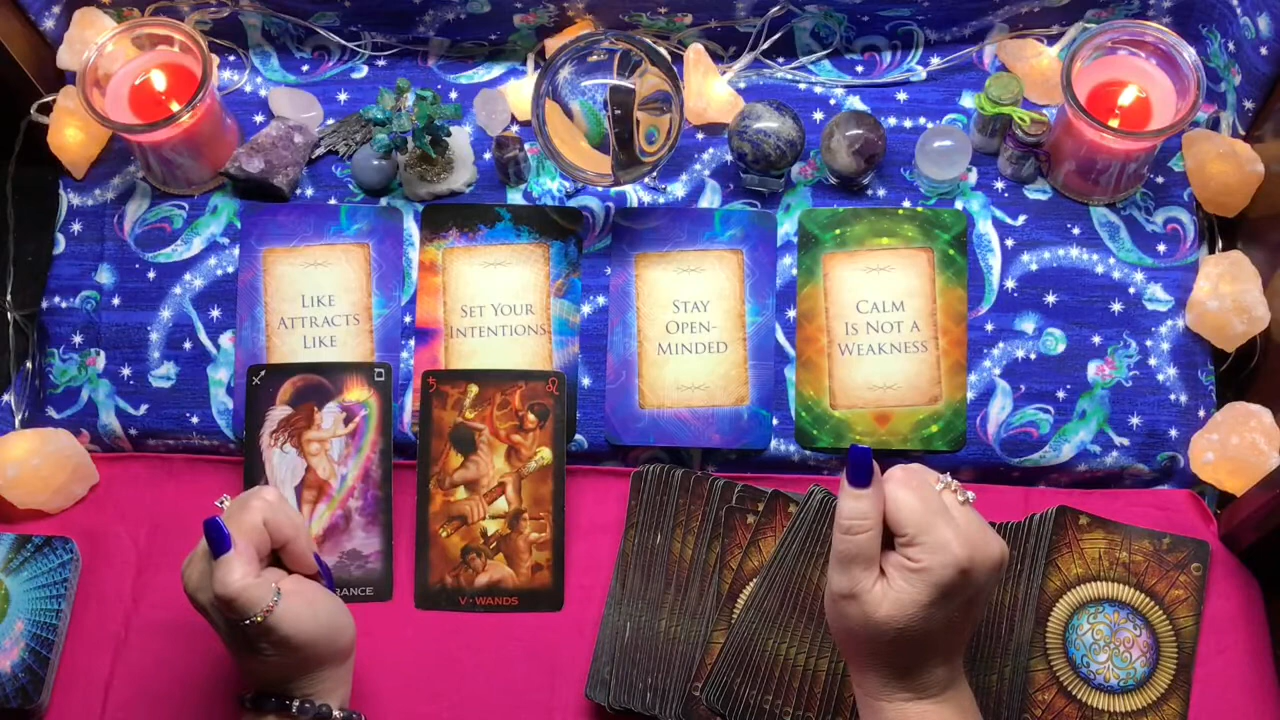 LIKE
ATTRACTS
LIKE
SET YOUR
INTENTIONS
STAY
OPEN-
MINDED
CALM
IS NOT A
WEAKNESS
RANCE
V • WANDS